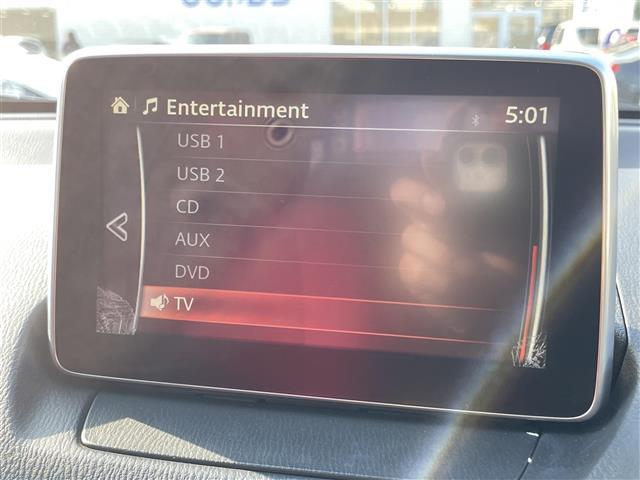 Entertainment
5:01
USB 1
USB 2
CD
AUX
DVD
TV